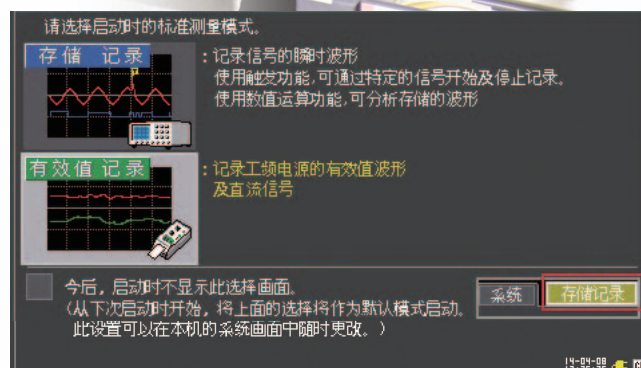 请选择启动时的标准测量模式。
存储 记录
：记录信号的瞬时波形
使用触发功能，可通过特定的信号开始及停止记录。
使用数值运算功能，可分析存储的波形
有效值 记录
：记录工频电源的有效值波形
及直流信号
今后，启动时不显示此选择画面。
（从下次启动时开始，将上面的选择将作为默认模式启动。
此设置可以在本机的系统画面中随时更改。）
系统
存储记录
14-04-08